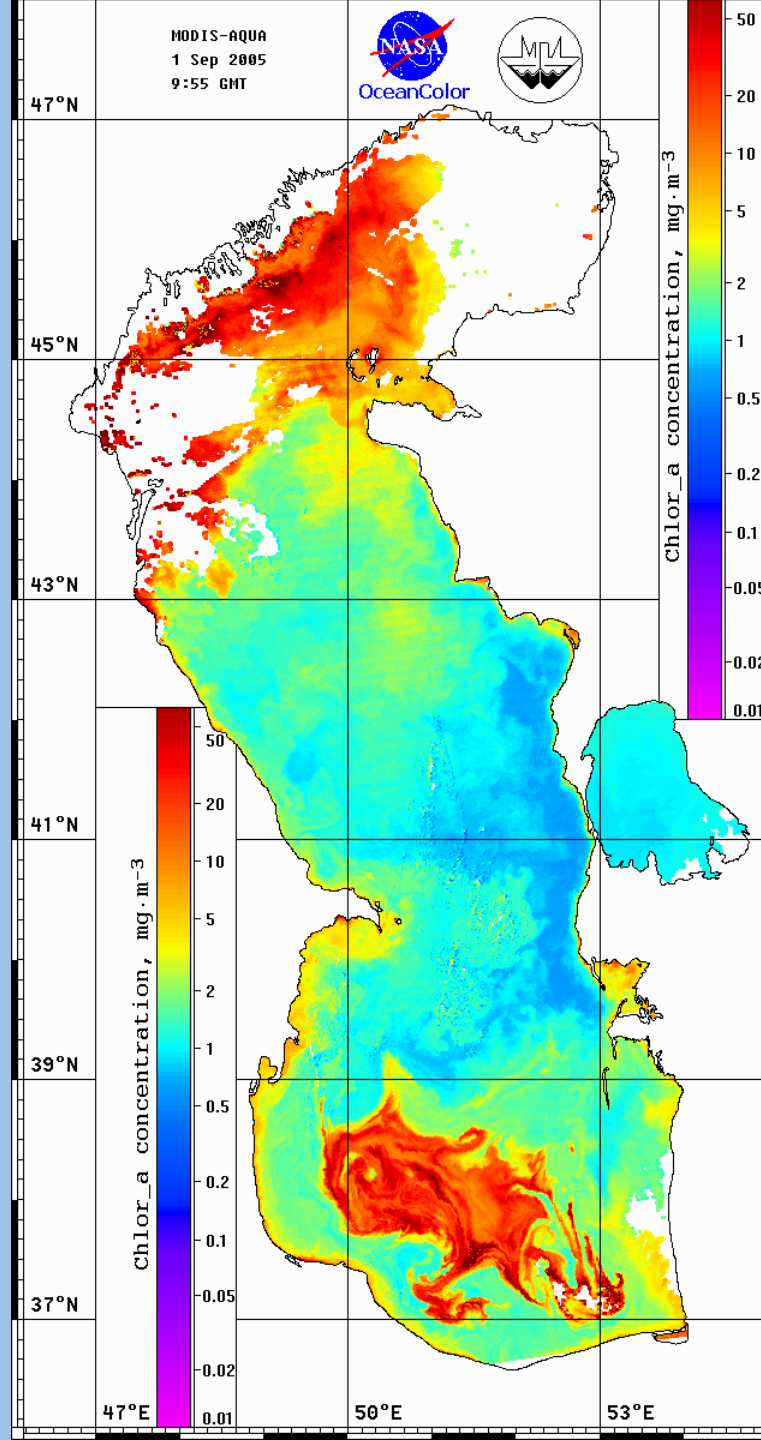 MODIS-AQUA
1 Sep 2005
9:55 GMT
NASA
OceanColor
47°N
45°N
43°N
41°N
39°N
37°N
47°E
50°E
53°E
Chlor_a concentration, mg·m-3
50
20
10
5
2
1
0.5
0.2
0.1
0.05
0.02
0.01
Chlor_a concentration, mg·m-3
50
20
10
5
2
1
0.5
0.2
0.1
0.05
0.02
0.01